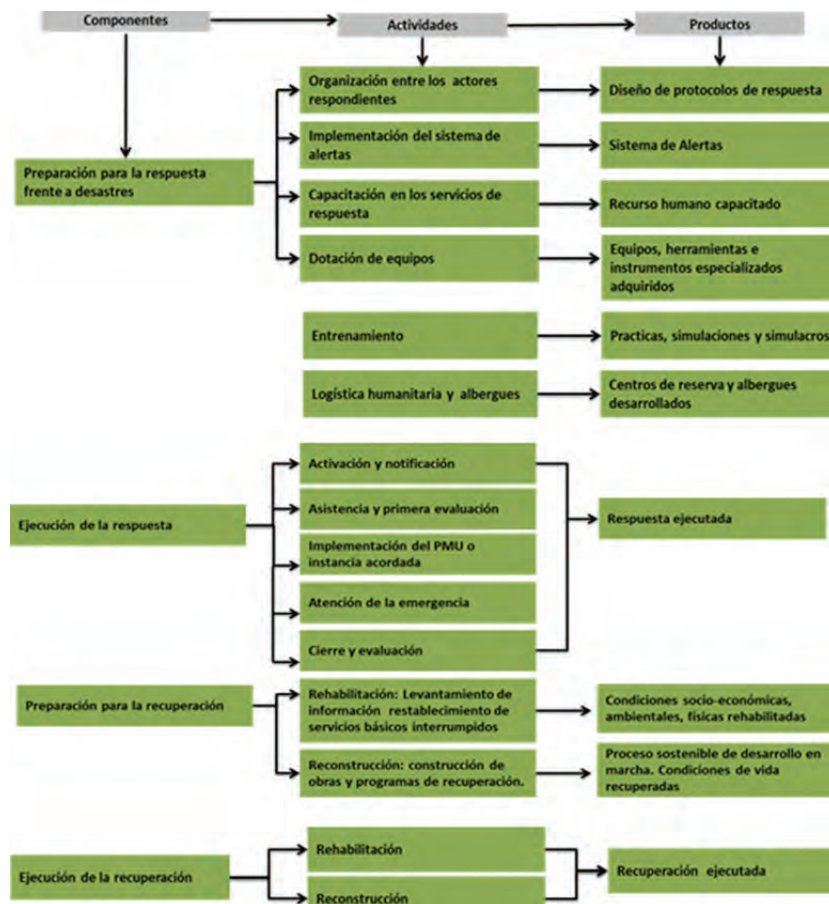 Componentes
Actividades
Productos
Preparación para la respuesta
frente a desastres
Organización entre los actores
respondientes
Diseño de protocolos de respuesta
Implementación del sistema de
alertas
Sistema de Alertas
Capacitación en los servicios de
respuesta
Recurso humano capacitado
Dotación de equipos
Equipos, herramientas e
instrumentos especializados
adquiridos
Entrenamiento
Practicas, simulaciones y simulacros
Logística humanitaria y albergues
Centros de reserva y albergues
desarrollados
Ejecución de la respuesta
Activación y notificación
Asistencia y primera evaluación
Implementación del PMU o
instancia acordada
Atención de la emergencia
Cierre y evaluación
Respuesta ejecutada
Preparación para la recuperación
Rehabilitación: Levantamiento de
información restablecimiento de
servicios básicos interrumpidos
Condiciones socio-económicas,
ambientales, físicas rehabilitadas
Reconstrucción: construcción de
obras y programas de recuperación.
Proceso sostenible de desarrollo en
marcha. Condiciones de vida
recuperadas
Ejecución de la recuperación
Rehabilitación
Reconstrucción
Recuperación ejecutada